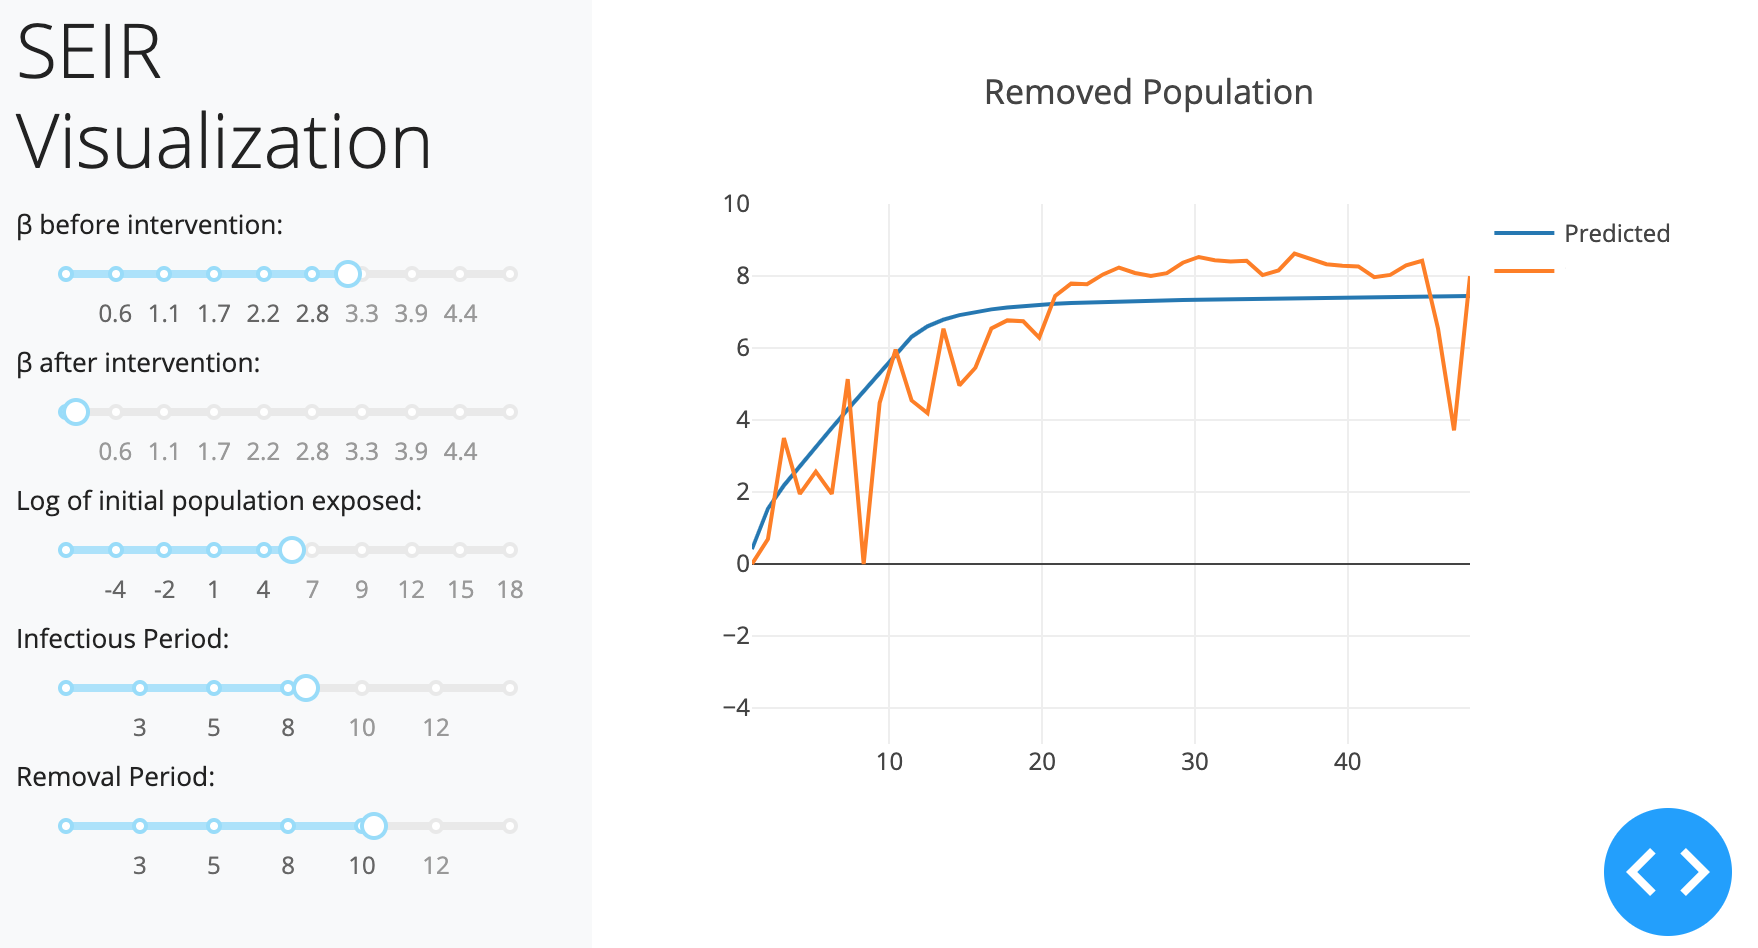 SEIR
Visualization
β before intervention:
0.6 1.1 1.7 2.2 2.8 3.3 3.9 4.4
β after intervention:
0.6 1.1 1.7 2.2 2.8 3.3 3.9 4.4
Log of initial population exposed:
-4 -2 1 4 7 9 12 15 18
Infectious Period:
3 5 8 10 12
Removal Period:
3 5 8 10 12
Removed Population
10
8
6
4
2
0
−2
−4
10 20 30 40
Predicted